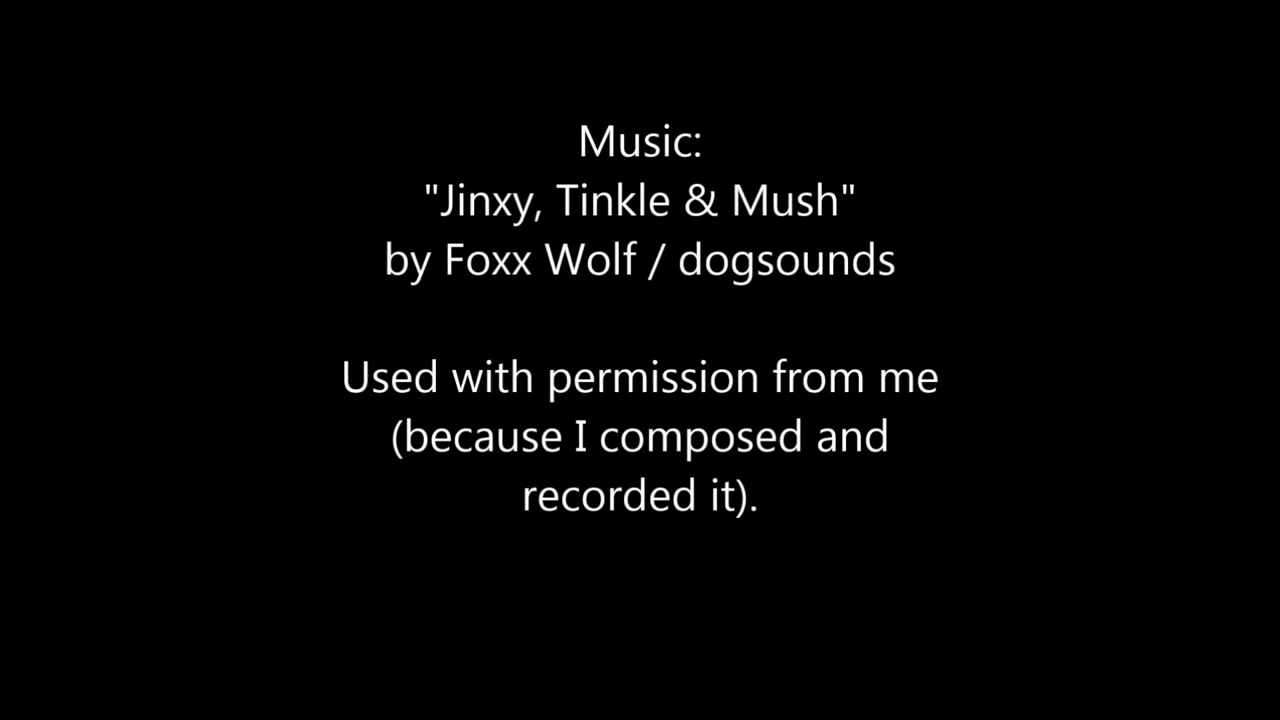 Music:
"Jinxy, Tinkle & Mush"
by Foxx Wolf / dogsounds
Used with permission from me
(because I composed and
recorded it).